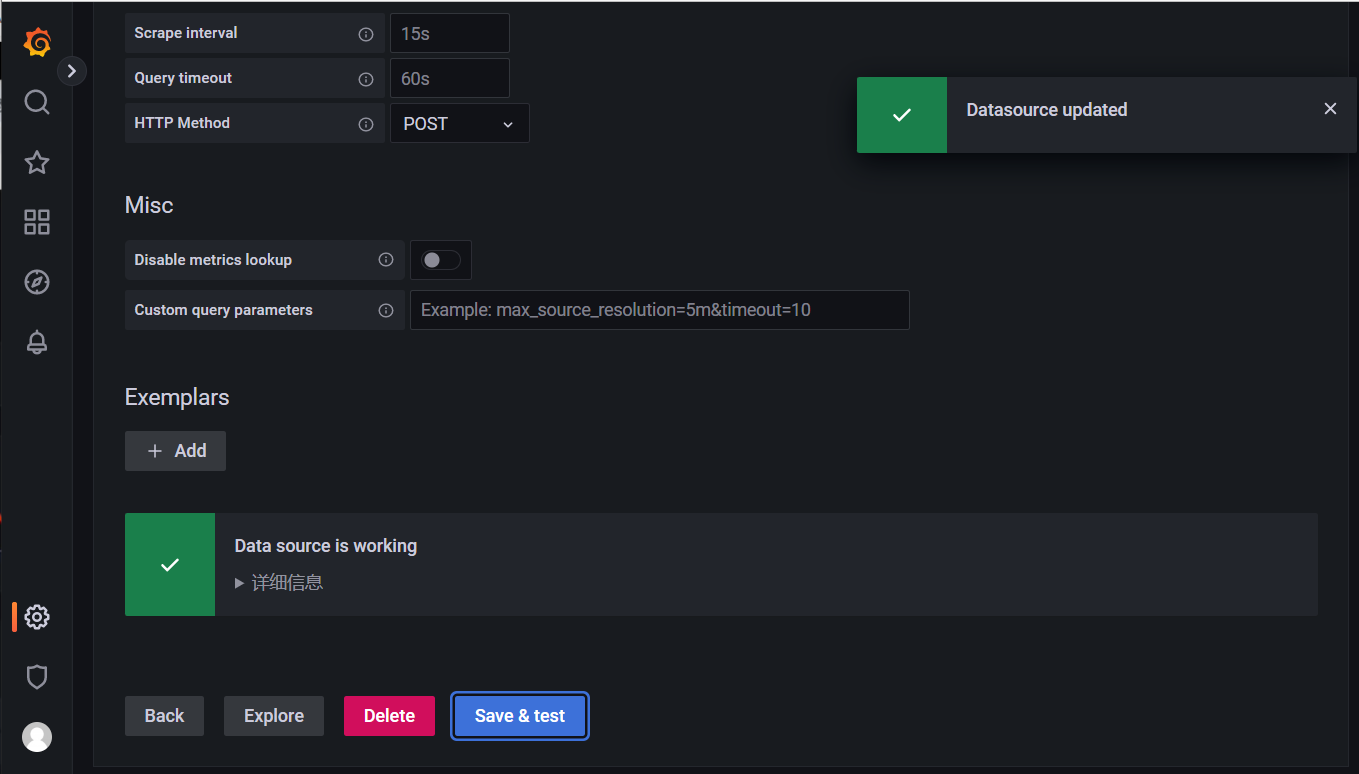 Scrape interval 15s
Query timeout 60s
HTTP Method POST
Datasource updated
Misc
Disable metrics lookup
Custom query parameters Example: max_source_resolution=5m&timeout=10
Exemplars
Add
Data source is working
详细信息
Back Explore Delete Save & test